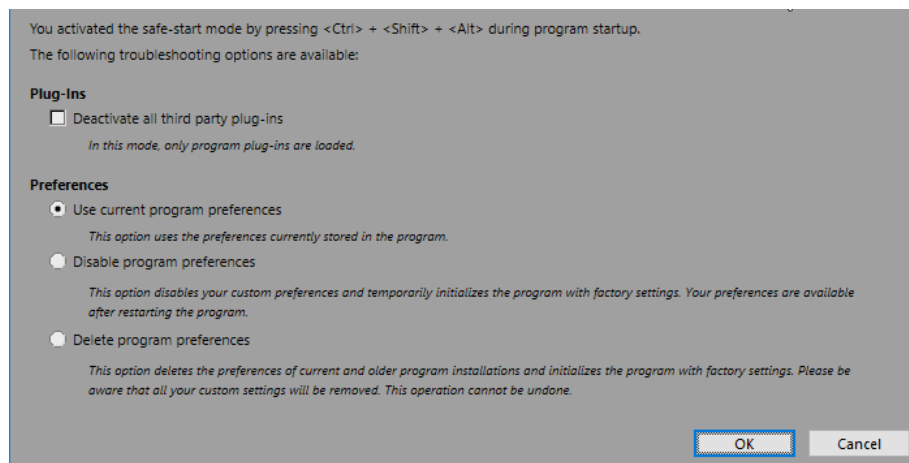 You activated the safe-start mode by pressing <Ctrl> + <Shift> + <Alt> during program startup.
The following troubleshooting options are available:
Plug-Ins
Deactivate all third party plug-ins
In this mode, only program plug-ins are loaded.
Preferences
Use current program preferences
This option uses the preferences currently stored in the program.
Disable program preferences
This option disables your custom preferences and temporarily initializes the program with factory settings. Your preferences are available
after restarting the program.
Delete program preferences
This option deletes the preferences of current and older program installations and initializes the program with factory settings. Please be
aware that all your custom settings will be removed. This operation cannot be undone.
OK Cancel